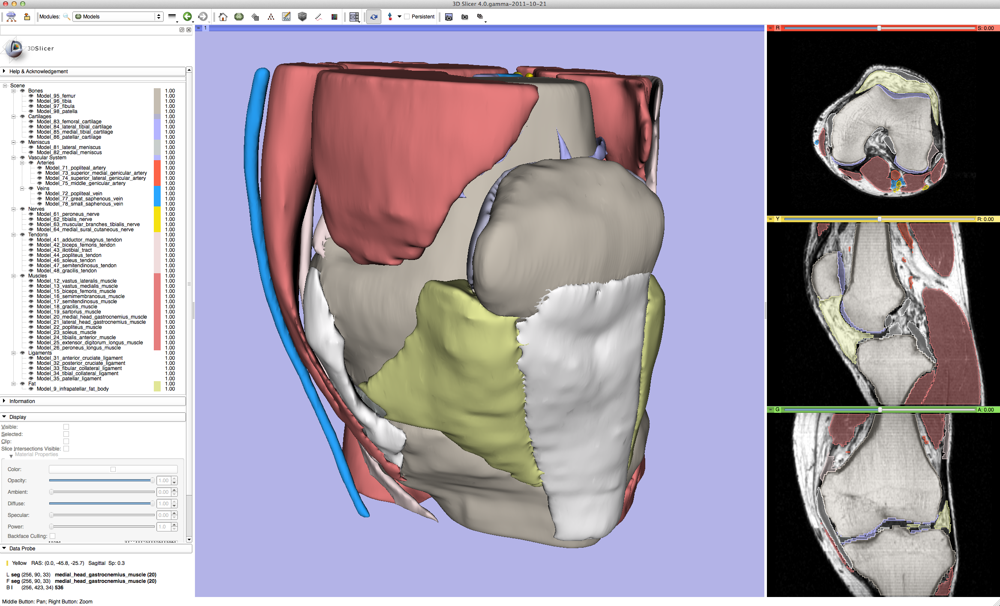 3D Slicer 4.0.gamma-2011-10-21
Modules: Models Persistent
1
R S: 0.00
3DSlicer
Help & Acknowledgement
Scene
Bones 1.00
Model_95_femur 1.00
Model_96_tibia 1.00
Model_97_fibula 1.00
Model_98_patella 1.00
Cartilages 1.00
Model_83_femoral_cartilage 1.00
Model_84_lateral_tibial_cartilage 1.00
Model_85_medial_tibial_cartilage 1.00
Model_86_patellar_cartilage 1.00
Meniscus 1.00
Model_81_lateral_meniscus 1.00
Model_82_medial_meniscus 1.00
Vascular System 1.00
Arteries 1.00
Model_71_popliteal_artery 1.00
Model_73_superior_medial_genicular_artery 1.00
Model_74_superior_lateral_genicular_artery 1.00
Model_75_middle_genicular_artery 1.00
Veins 1.00
Model_72_popliteal_vein 1.00
Model_77_great_saphenous_vein 1.00
Model_78_small_saphenous_vein 1.00
Nerves 1.00
Model_61_peroneus_nerve 1.00
Model_62_tibialis_nerve 1.00
Model_63_muscular_branches_tibialis_nerve 1.00
Model_64_medial_sural_cutaneous_nerve 1.00
Tendons 1.00
Model_41_adductor_magnus_tendon 1.00
Model_42_biceps_femoris_tendon 1.00
Model_43_iliotibial_tract 1.00
Model_44_popliteus_tendon 1.00
Model_46_soleus_tendon 1.00
Model_47_semitendinosus_tendon 1.00
Model_48_gracilis_tendon 1.00
Muscles 1.00
Model_12_vastus_lateralis_muscle 1.00
Model_13_vastus_medialis_muscle 1.00
Model_15_biceps_femoris_muscle 1.00
Model_16_semimembranosus_muscle 1.00
Model_17_semitendinosus_muscle 1.00
Model_18_gracilis_muscle 1.00
Model_19_sartorius_muscle 1.00
Model_20_medial_head_gastrocnemius_muscle 1.00
Model_21_lateral_head_gastrocnemius_muscle 1.00
Model_22_popliteus_muscle 1.00
Model_23_soleus_muscle 1.00
Model_24_tibialis_anterior_muscle 1.00
Model_25_extensor_digitorum_longus_muscle 1.00
Model_26_peroneus_longus_muscle 1.00
Ligaments 1.00
Model_31_anterior_cruciate_ligament 1.00
Model_32_posterior_cruciate_ligament 1.00
Model_33_fibular_collateral_ligament 1.00
Model_34_tibial_collateral_ligament 1.00
Model_35_patellar_ligament 1.00
Fat 1.00
Model_9_infrapatellar_fat_body 1.00
Information
Display
Visible:
Selected:
Clip:
Slice Intersections Visible:
Material Properties
Color:
Opacity: 1.00
Ambient: 0.00
Diffuse: 1.00
Specular: 0.00
Power: 1.0
Backface Culling:
Data Probe
Yellow RAS: (0.0, -45.8, -25.7) Sagittal Sp: 0.3
L seg (256, 90, 33) medial_head_gastrocnemius_muscle (20)
F seg (256, 90, 33) medial_head_gastrocnemius_muscle (20)
B I (256, 423, 34) 536
Middle Button: Pan; Right Button: Zoom
Y R: 0.00
G A: 0.00